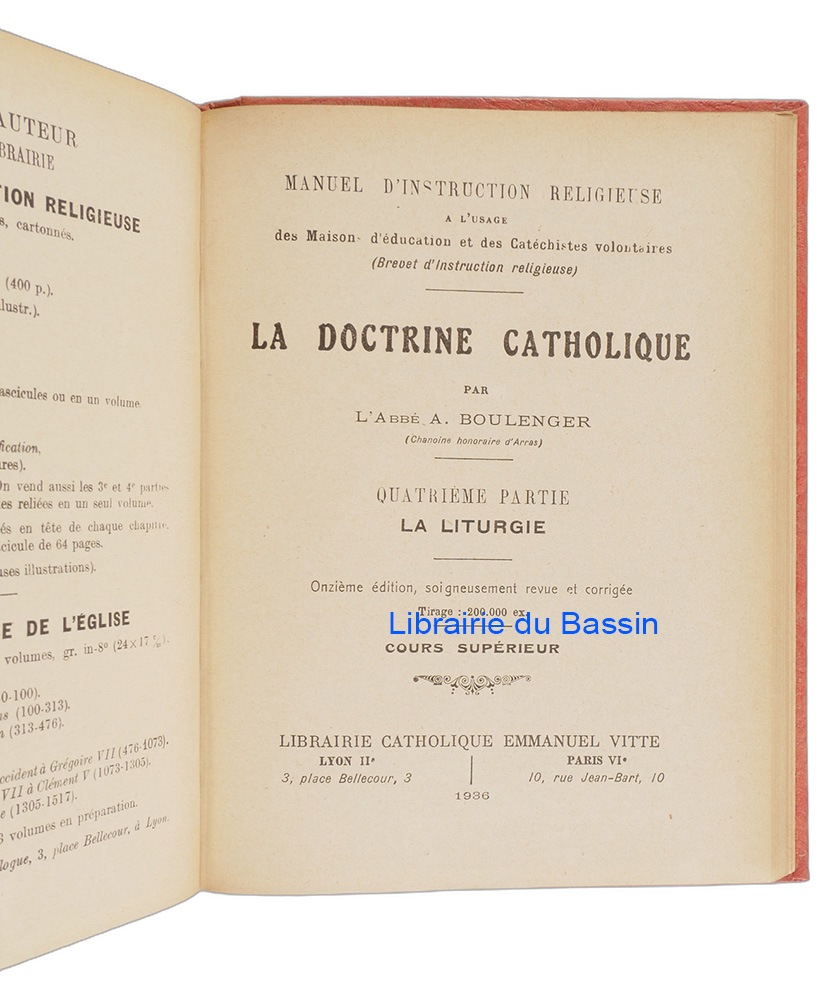 AUTEUR
BRAIRIE
TION RELIGIEUSE
s, cartonnés.
(400 p.).
lustr.).
ascicules ou en un volume
fication,
ures).
On vend aussi les 3e et 4e parties
tes reliées en un seul volume.
és en tête de chaque chapitre.
cicule de 64 pages.
uses illustrations).
E DE L'ÉGLISE
volumes, gr. in-8º (24×17 %).
0-100).
ns (100-313).
n (313-476).
ccident à Grégoire VII (476-1073).
VII à Clément V (1073-1305).
e (1305-1517).
3 volumes en préparation.
logue, 3, place Bellecour, à Lyon.
MANUEL D'INSTRUCTION RELIGIEUSE
A L'USAGE
des Maisons d'éducation et des Catéchistes volontaires
(Brevet d'Instruction religieuse)
LA DOCTRINE CATHOLIQUE
PAR
L'ABBÉ A. BOULENGER
(Chanoine honoraire d'Arras)
QUATRIÈME PARTIE
LA LITURGIE
Onzième édition, soigneusement revue et corrigée
Tirage : 200.000 ex.
Librairie du Bassin
COURS SUPÉRIEUR
LIBRAIRIE CATHOLIQUE EMMANUEL VITTE
LYON IIe
3, place Bellecour, 3
PARIS VIe
10, rue Jean-Bart, 10
1936